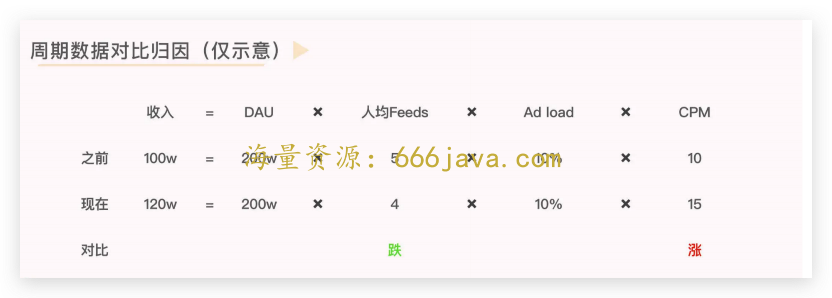 周期数据对比归因（仅示意）
收入 = DAU × 人均Feeds × Ad load × CPM
之前 100w = 200w × 5 × 10% × 10
海量资源：666java.com
现在 120w = 200w × 4 × 10% × 15
对比 跌 涨